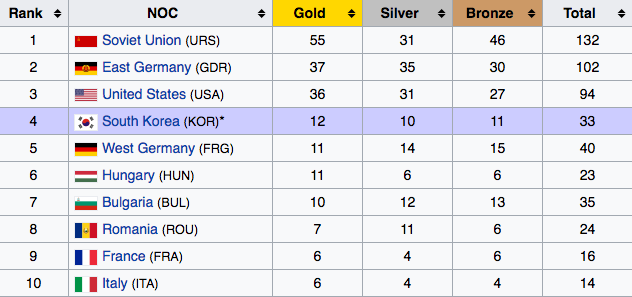 Rank NOC Gold Silver Bronze Total
1 Soviet Union (URS) 55 31 46 132
2 East Germany (GDR) 37 35 30 102
3 United States (USA) 36 31 27 94
4 South Korea (KOR)* 12 10 11 33
5 West Germany (FRG) 11 14 15 40
6 Hungary (HUN) 11 6 6 23
7 Bulgaria (BUL) 10 12 13 35
8 Romania (ROU) 7 11 6 24
9 France (FRA) 6 4 6 16
10 Italy (ITA) 6 4 4 14